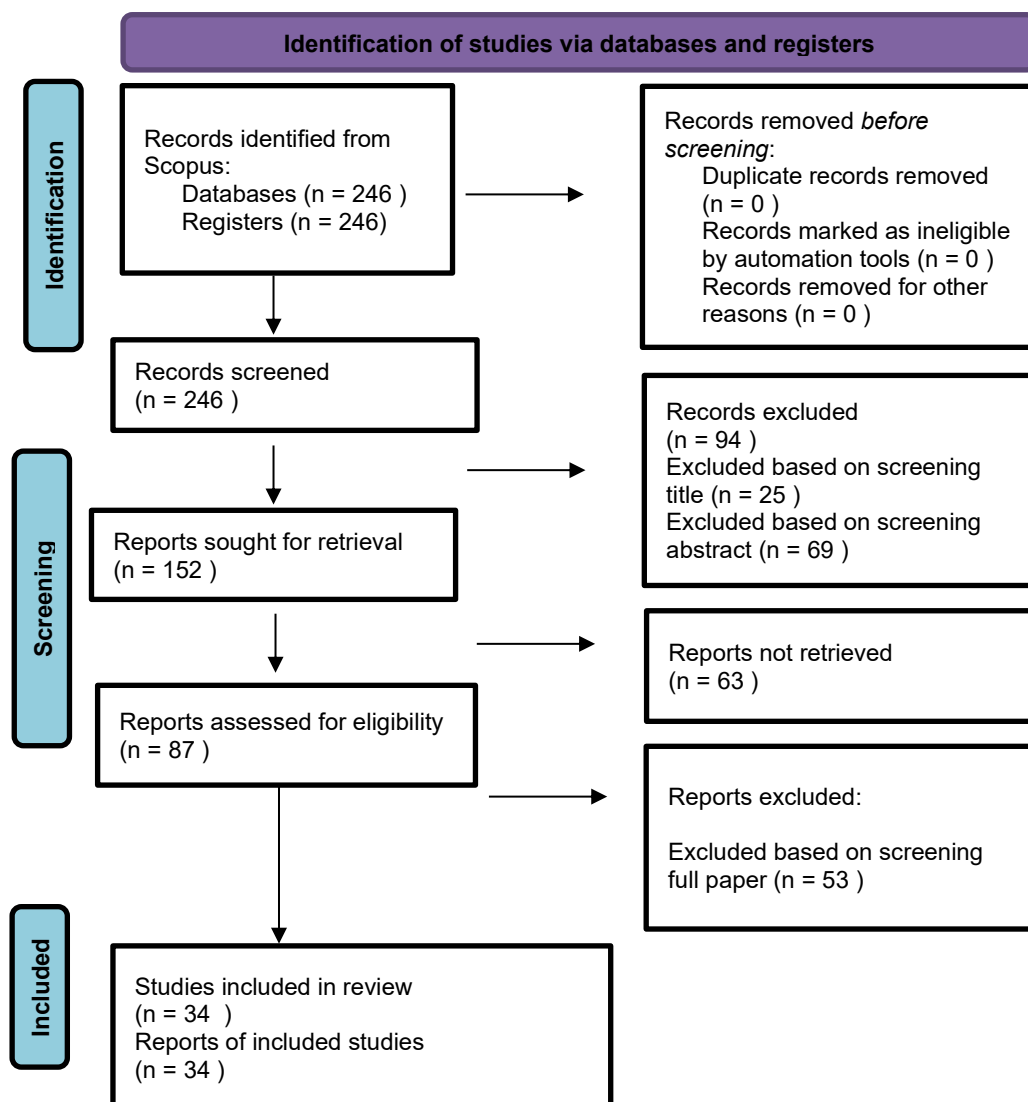 Identification of studies via databases and registers
Identification
Records identified from
Scopus:
Databases (n = 246 )
Registers (n = 246)
Records removed before
screening:
Duplicate records removed
(n = 0 )
Records marked as ineligible
by automation tools (n = 0 )
Records removed for other
reasons (n = 0 )
Records screened
(n = 246 )
Records excluded
(n = 94 )
Excluded based on screening
title (n = 25 )
Excluded based on screening
abstract (n = 69 )
Screening
Reports sought for retrieval
(n = 152 )
Reports not retrieved
(n = 63 )
Reports assessed for eligibility
(n = 87 )
Reports excluded:
Excluded based on screening
full paper (n = 53 )
Included
Studies included in review
(n = 34 )
Reports of included studies
(n = 34 )